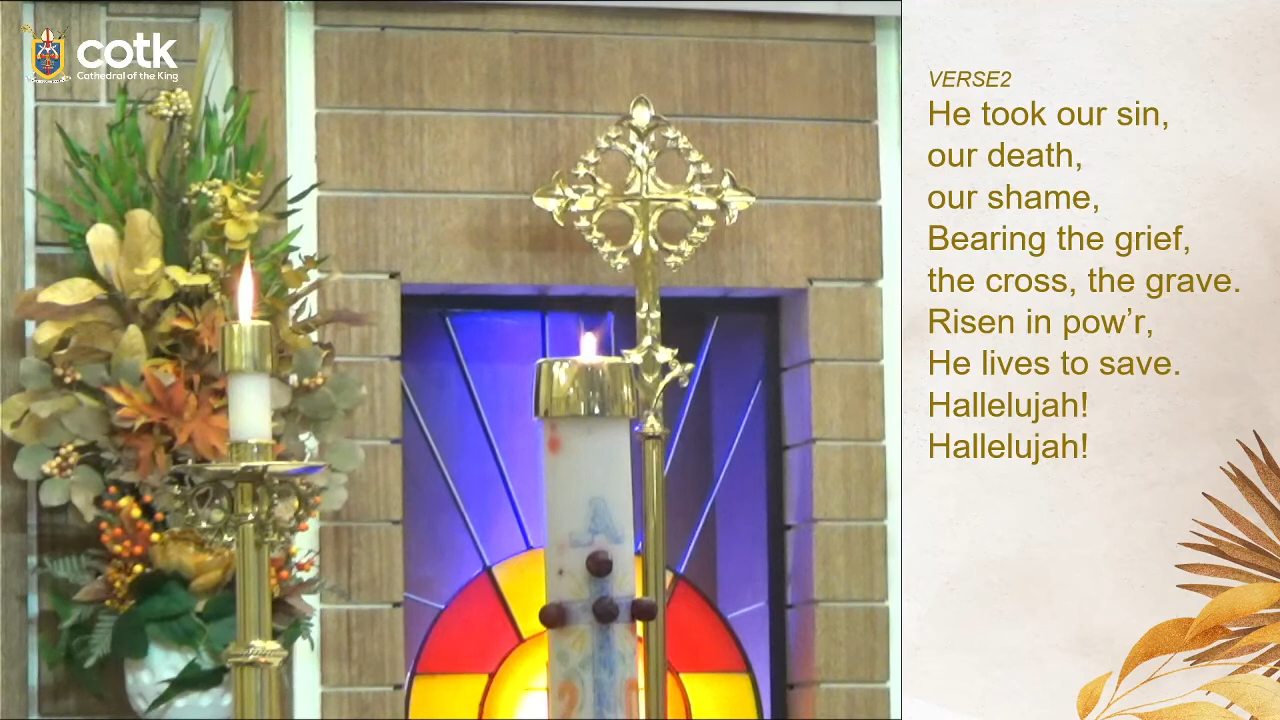 cotk
Cathedral of the King
VERSE2
He took our sin,
our death,
our shame,
Bearing the grief,
the cross, the grave.
Risen in pow’r,
He lives to save.
Hallelujah!
Hallelujah!
A